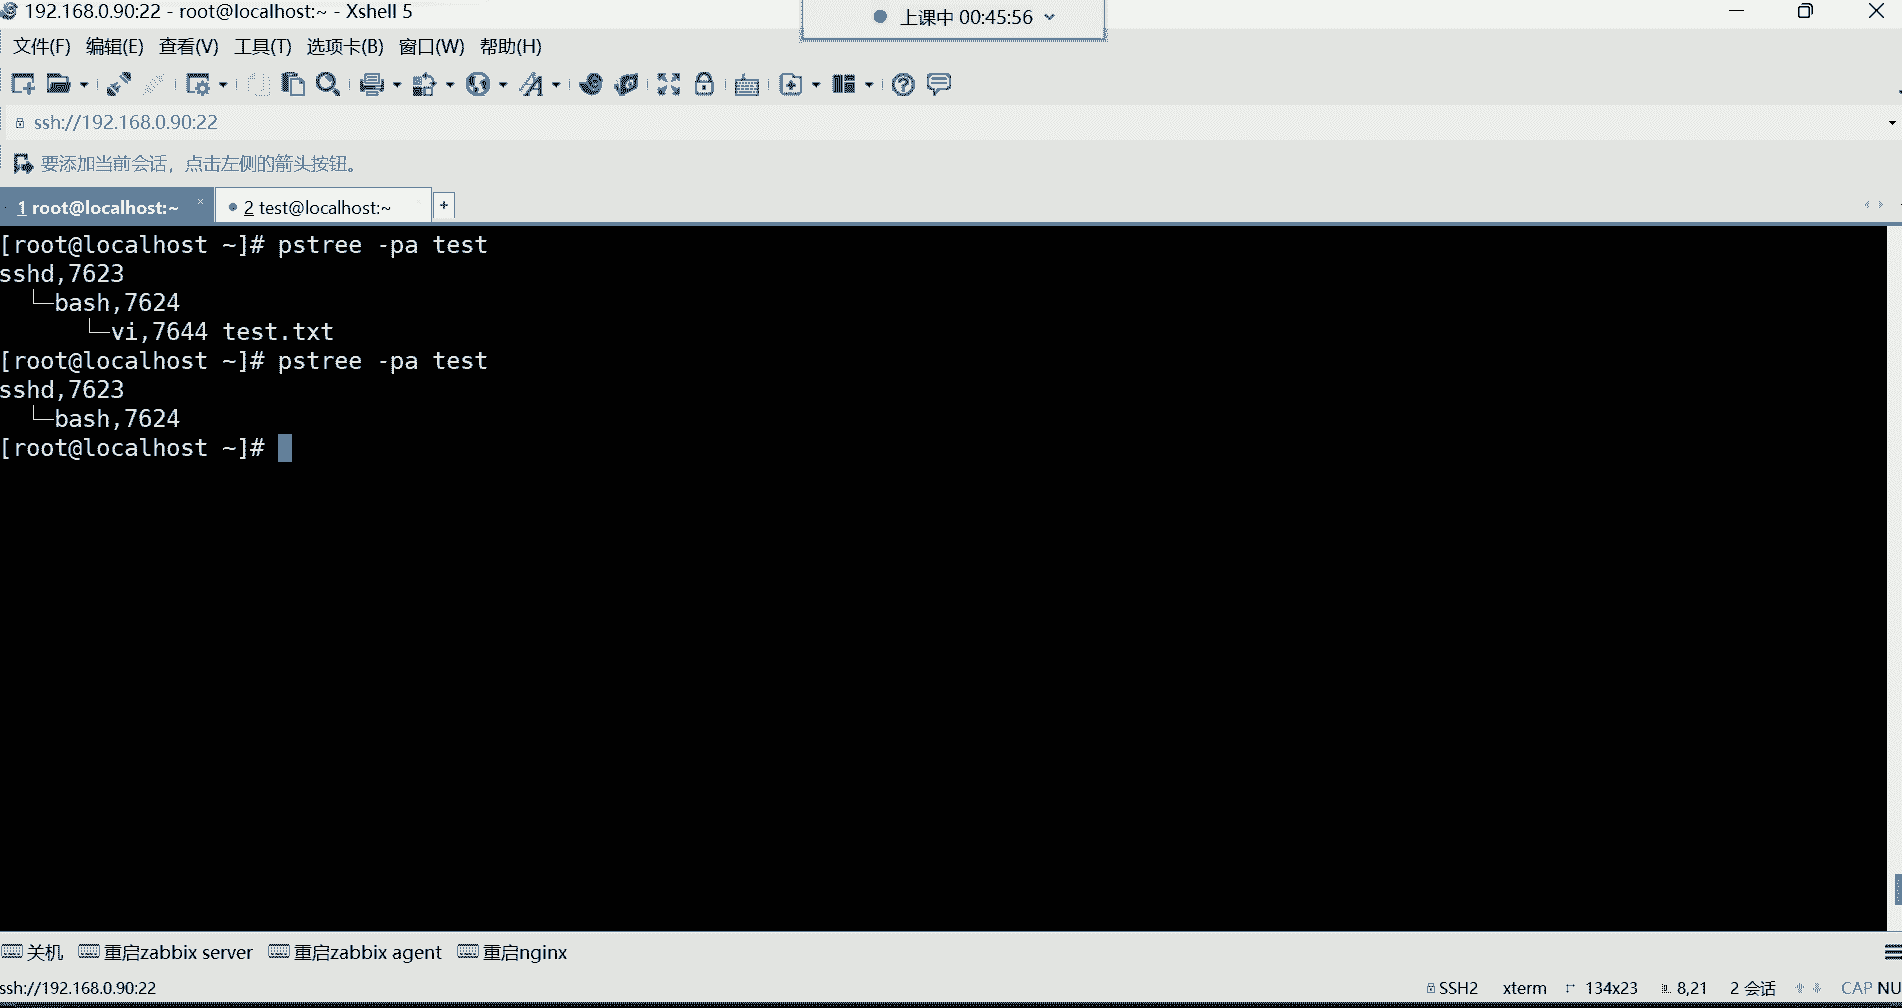 192.168.0.90:22 - root@localhost:~ - Xshell 5
上课中 00:45:56
文件(F) 编辑(E) 查看(V) 工具(T) 选项卡(B) 窗口(W) 帮助(H)
ssh://192.168.0.90:22
要添加当前会话，点击左侧的箭头按钮。
1 root@localhost:~ × 2 test@localhost:~ +
[root@localhost ~]# pstree -pa test
sshd,7623
└─bash,7624
└─vi,7644 test.txt
[root@localhost ~]# pstree -pa test
sshd,7623
└─bash,7624
[root@localhost ~]#
关机 重启zabbix server 重启zabbix agent 重启nginx
ssh://192.168.0.90:22 SSH2 xterm 134x23 8,21 2 会话 CAP NU